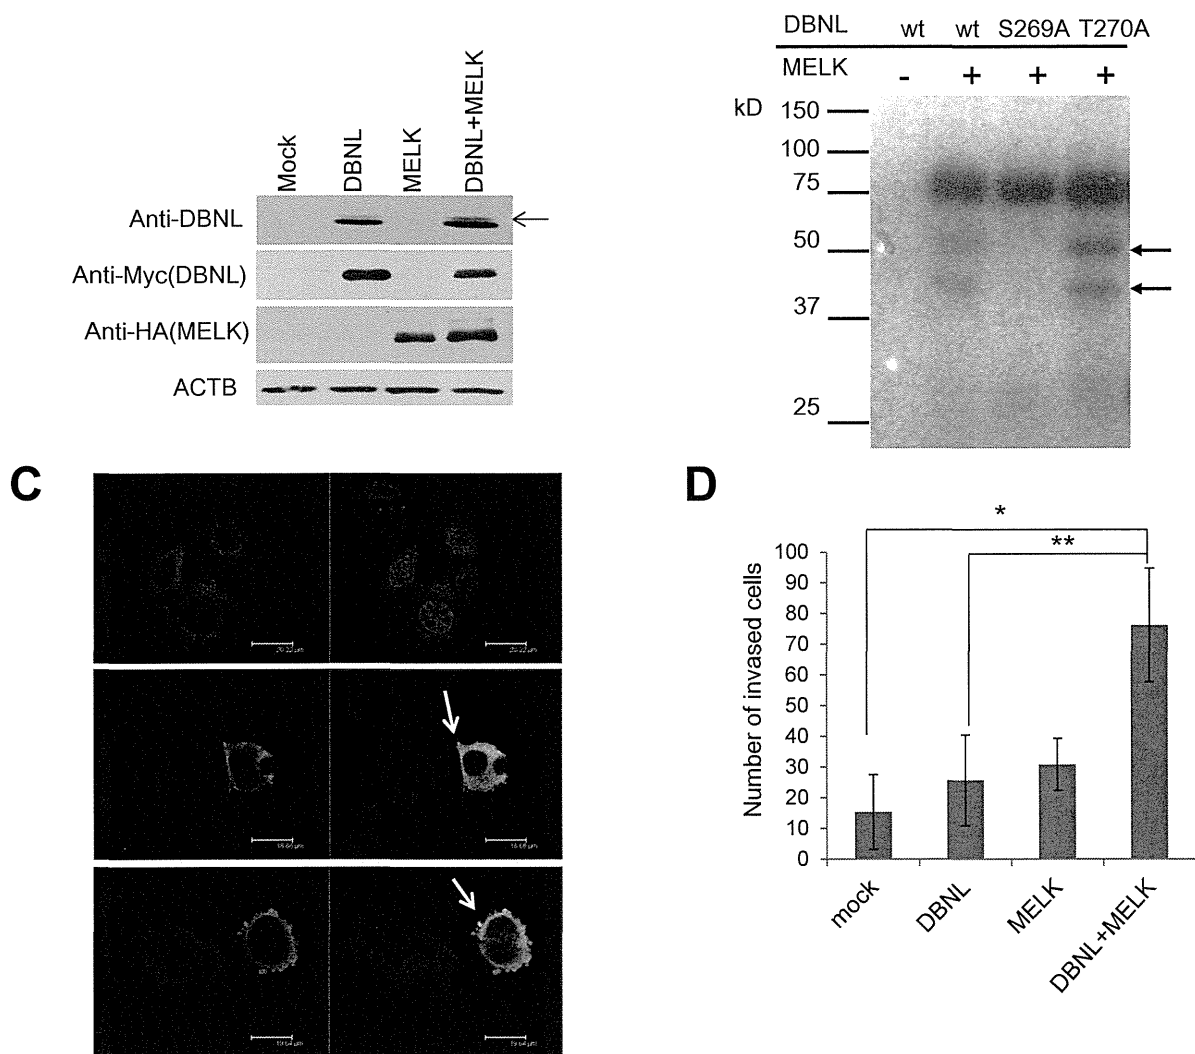 Mock
DBNL
MELK
DBNL+MELK
Anti-DBNL
Anti-Myc(DBNL)
Anti-HA(MELK)
ACTB
DBNL wt wt S269A T270A
MELK - + + +
kD
150
100
75
50
37
25
C
D
*
**
Number of invased cells
100
90
80
70
60
50
40
30
20
10
0
mock
DBNL
MELK
DBNL+MELK